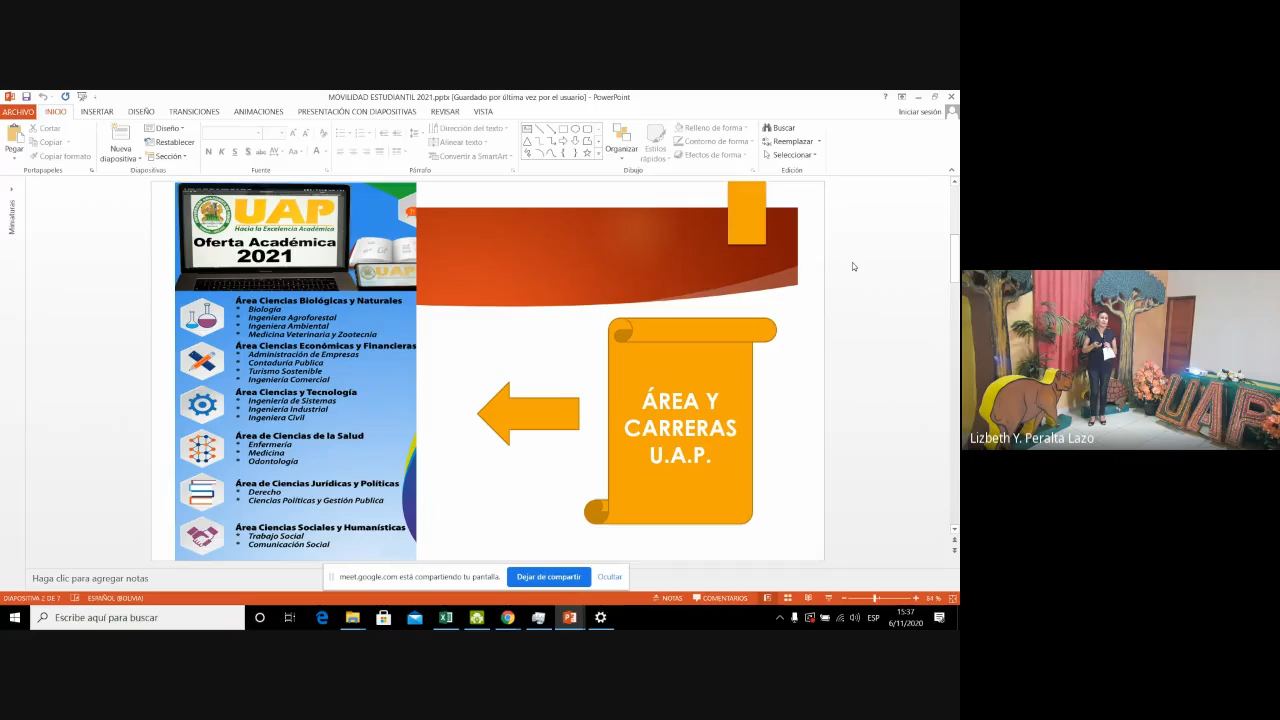 MOVILIDAD ESTUDIANTIL 2021.pptx [Guardado por última vez por el usuario] - PowerPoint
ARCHIVO INICIO INSERTAR DISEÑO TRANSICIONES ANIMACIONES PRESENTACIÓN CON DIAPOSITIVAS REVISAR VISTA Iniciar sesión
Pegar
Cortar
Copiar
Copiar formato
Portapapeles
Nueva
diapositiva
Diseño
Restablecer
Sección
Diapositivas
Fuente
Dirección del texto
Alinear texto
Convertir a SmartArt
Párrafo
Organizar
Estilos
rápidos
Relleno de forma
Contorno de forma
Efectos de forma
Dibujo
Buscar
Reemplazar
Seleccionar
Edición
Miniaturas
UAP
Hacia la Excelencia Académica
Oferta Académica
2021
UAP
Área Ciencias Biológicas y Naturales
* Biología
* Ingeniera Agroforestal
* Ingeniera Ambiental
* Medicina Veterinaria y Zootecnia
Área Ciencias Económicas y Financieras
* Administración de Empresas
* Contaduría Publica
* Turismo Sostenible
* Ingeniería Comercial
Área Ciencias y Tecnología
* Ingeniería de Sistemas
* Ingeniería Industrial
* Ingeniera Civil
Área de Ciencias de la Salud
* Enfermería
* Medicina
* Odontología
Área de Ciencias Jurídicas y Políticas
* Derecho
* Ciencias Políticas y Gestión Publica
Área Ciencias Sociales y Humanísticas
* Trabajo Social
* Comunicación Social
ÁREA Y
CARRERAS
U.A.P.
UAP
Lizbeth Y. Peralta Lazo
Haga clic para agregar notas
meet.google.com está compartiendo tu pantalla. Dejar de compartir Ocultar
DIAPOSITIVA 2 DE 7 ESPAÑOL (BOLIVIA) NOTAS COMENTARIOS 84 %
Escribe aquí para buscar
ESP
15:37
6/11/2020